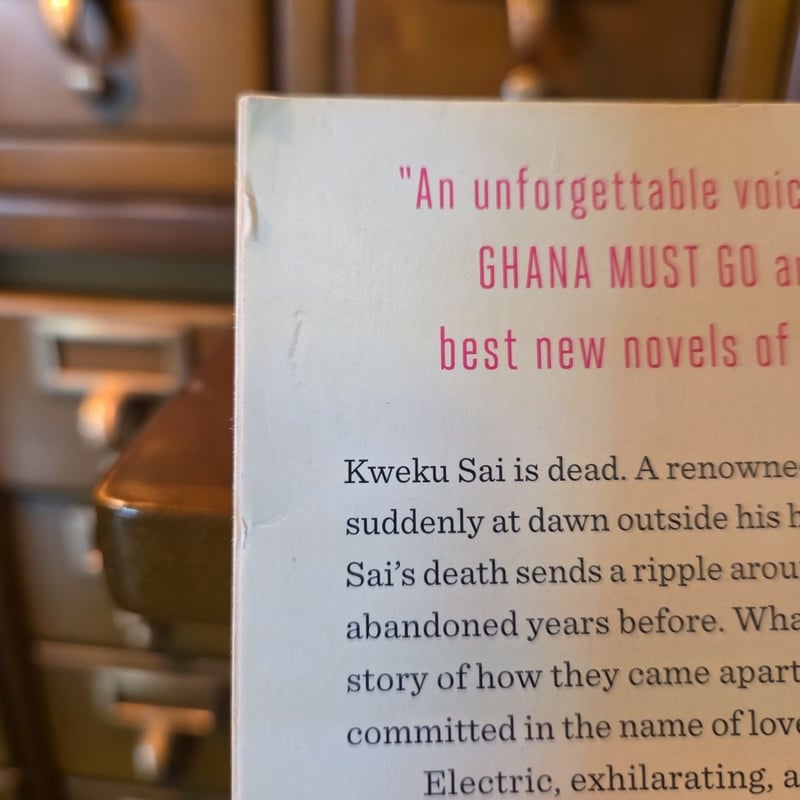 "An unforgettable voic
GHANA MUST GO a
best new novels of
Kweku Sai is dead. A renowne
suddenly at dawn outside his h
Sai's death sends a ripple arou
abandoned years before. Wha
story of how they came apart
committed in the name of love
Electric, exhilarating, a